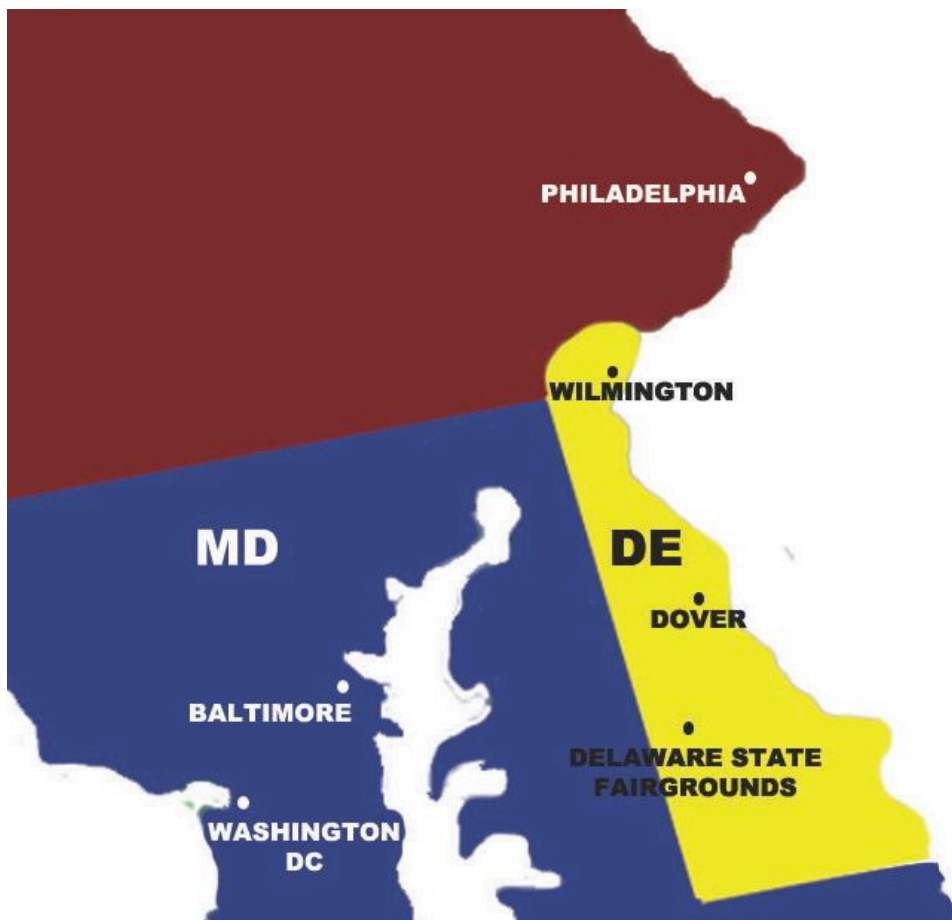 PHILADELPHIA
WILMINGTON
MD
DE
DOVER
BALTIMORE
DELAWARE STATE
FAIRGROUNDS
WASHINGTON
DC